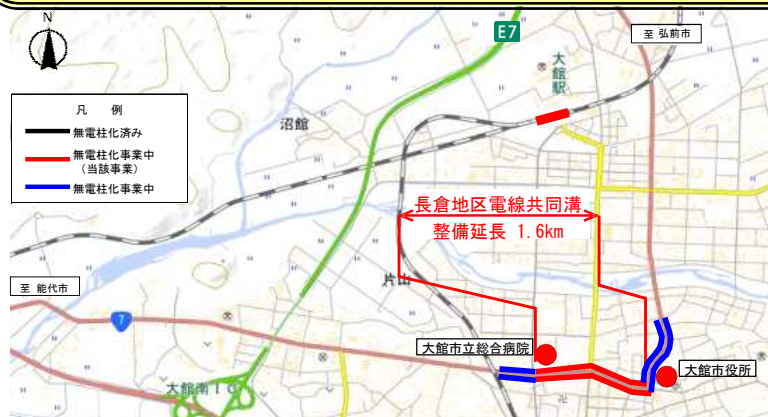 N
E7
至 弘前市
大館駅
凡 例
無電柱化済み
無電柱化事業中
(当該事業)
無電柱化事業中
沼館
長倉地区電線共同溝
整備延長 1.6km
片山
至 能代市
7
大館市立総合病院
大館市役所
大館南IC